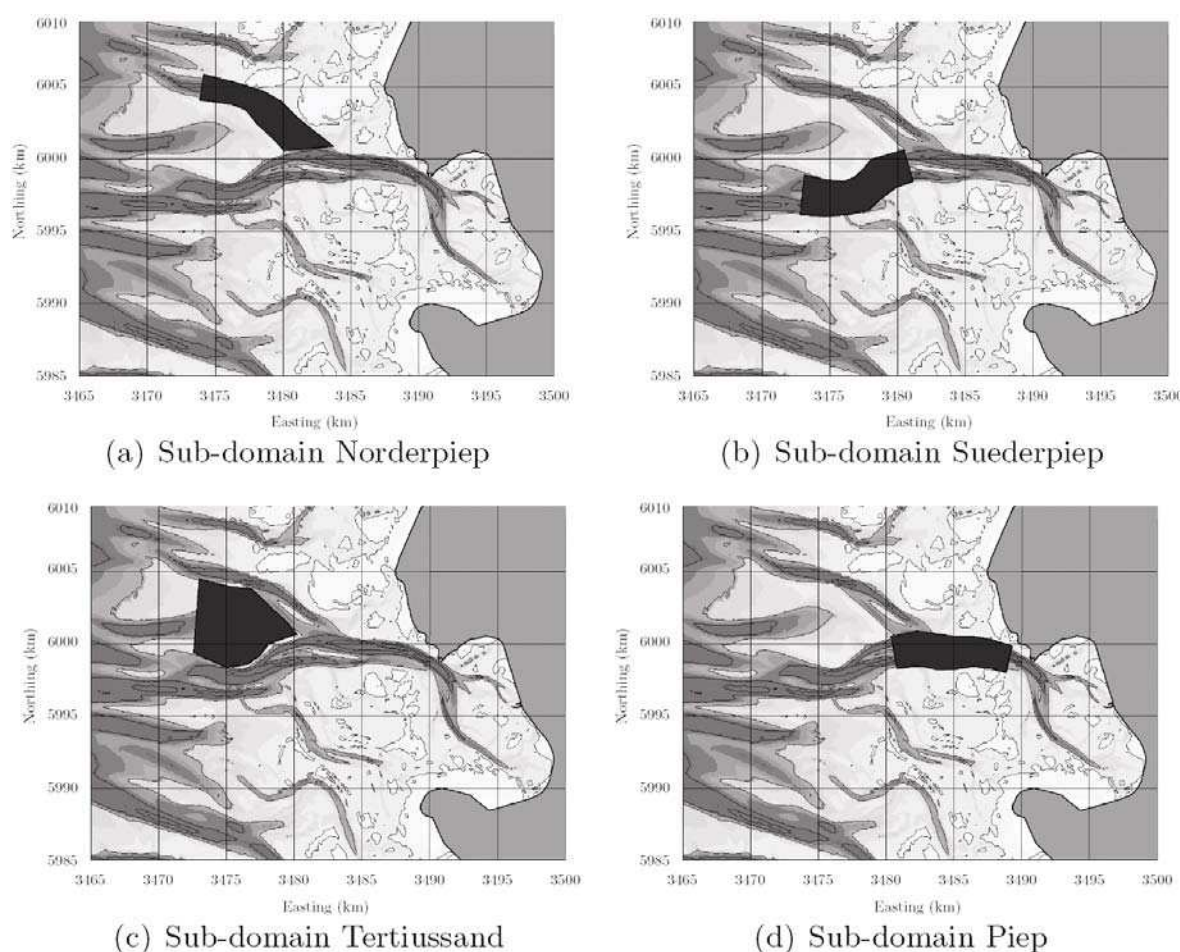 6010
6005
6000
5995
5990
5985
Northing (km)
3465 3470 3475 3480 3485 3490 3495 3500
Easting (km)
(a) Sub-domain Norderpiep
6010
6005
6000
5995
5990
5985
Northing (km)
3465 3470 3475 3480 3485 3490 3495 3500
Easting (km)
(b) Sub-domain Suederpiep
6010
6005
6000
5995
5990
5985
Northing (km)
3465 3470 3475 3480 3485 3490 3495 3500
Easting (km)
(c) Sub-domain Tertiussand
6010
6005
6000
5995
5990
5985
Northing (km)
3465 3470 3475 3480 3485 3490 3495 3500
Easting (km)
(d) Sub-domain Piep